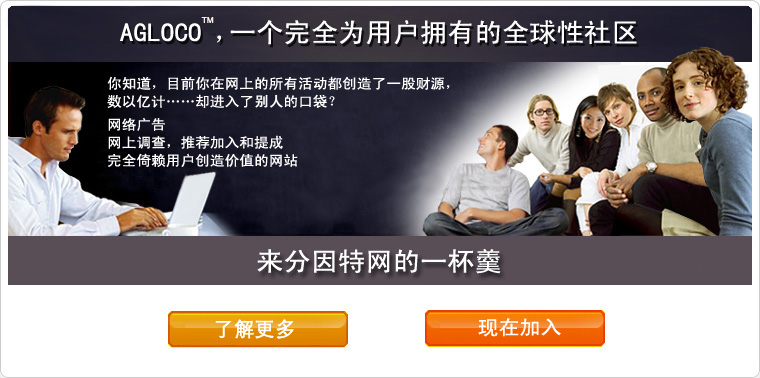 AGLOCO™，一个完全为用户拥有的全球性社区
你知道，目前你在网上的所有活动都创造了一股财源，
数以亿计……却进入了别人的口袋？
网络广告
网上调查，推荐加入和提成
完全倚赖用户创造价值的网站
来分因特网的一杯羹
了解更多
现在加入